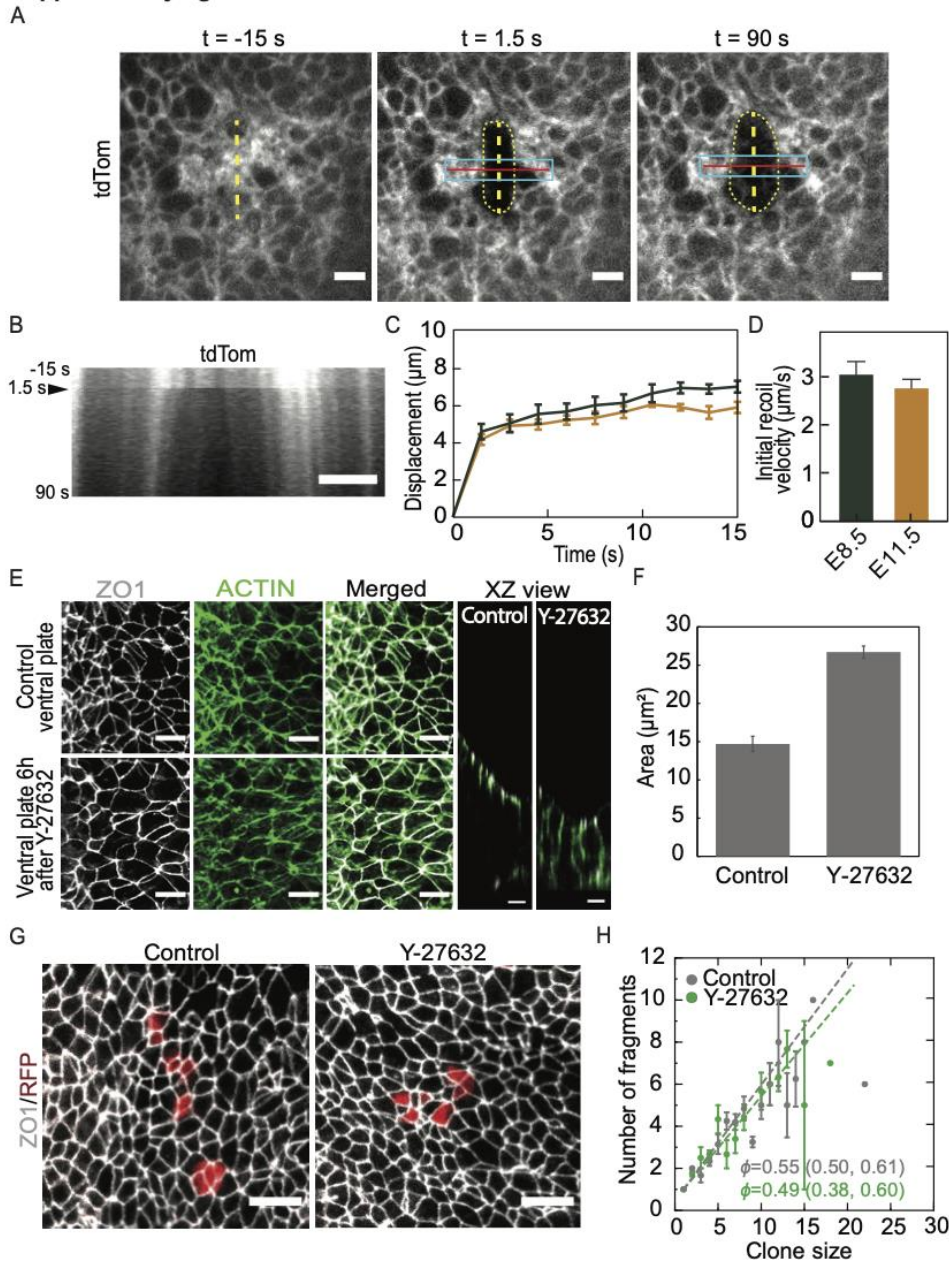 A
t = -15 s
t = 1.5 s
t = 90 s
tdTom
B
tdTom
-15 s
1.5 s
90 s
C
Displacement (µm)
10
8
6
4
2
0
0
5
10
15
Time (s)
D
Initial recoil
velocity (µm/s)
3
2
1
0
E8.5
E11.5
E
ZO1
ACTIN
Merged
XZ view
Control
Y-27632
Control
ventral plate
Ventral plate 6h
after Y-27632
F
Area (µm²)
30
25
20
15
10
5
0
Control
Y-27632
G
Control
Y-27632
ZO1/RFP
H
Number of fragments
12
10
8
6
4
2
0
Control
Y-27632
ϕ=0.55 (0.50, 0.61)
ϕ=0.49 (0.38, 0.60)
0
5
10
15
20
25
30
Clone size